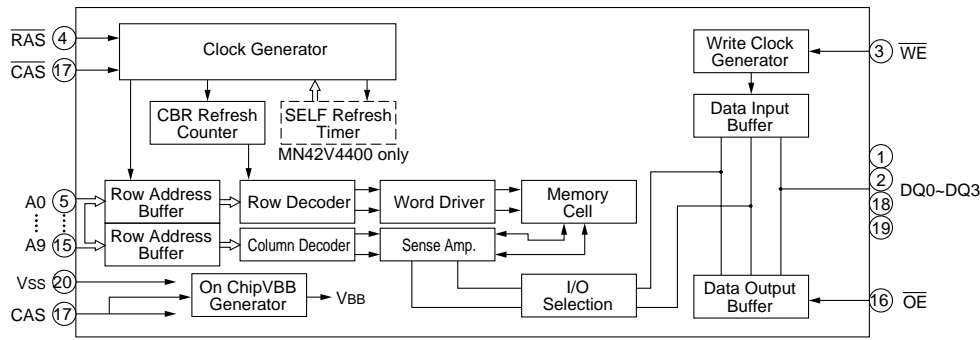 RAS 4
Clock Generator
CAS 17
Write Clock
Generator
3 WE
CBR Refresh
Counter
SELF Refresh
Timer
MN42V4400 only
Data Input
Buffer
1
2
DQ0~DQ3
18
19
A0 5
Row Address
Buffer
Row Decoder
Word Driver
Memory
Cell
A9 15
Row Address
Buffer
Column Decoder
Sense Amp.
Vss 20
On ChipVBB
Generator
VBB
I/O
Selection
Data Output
Buffer
16 OE
CAS 17